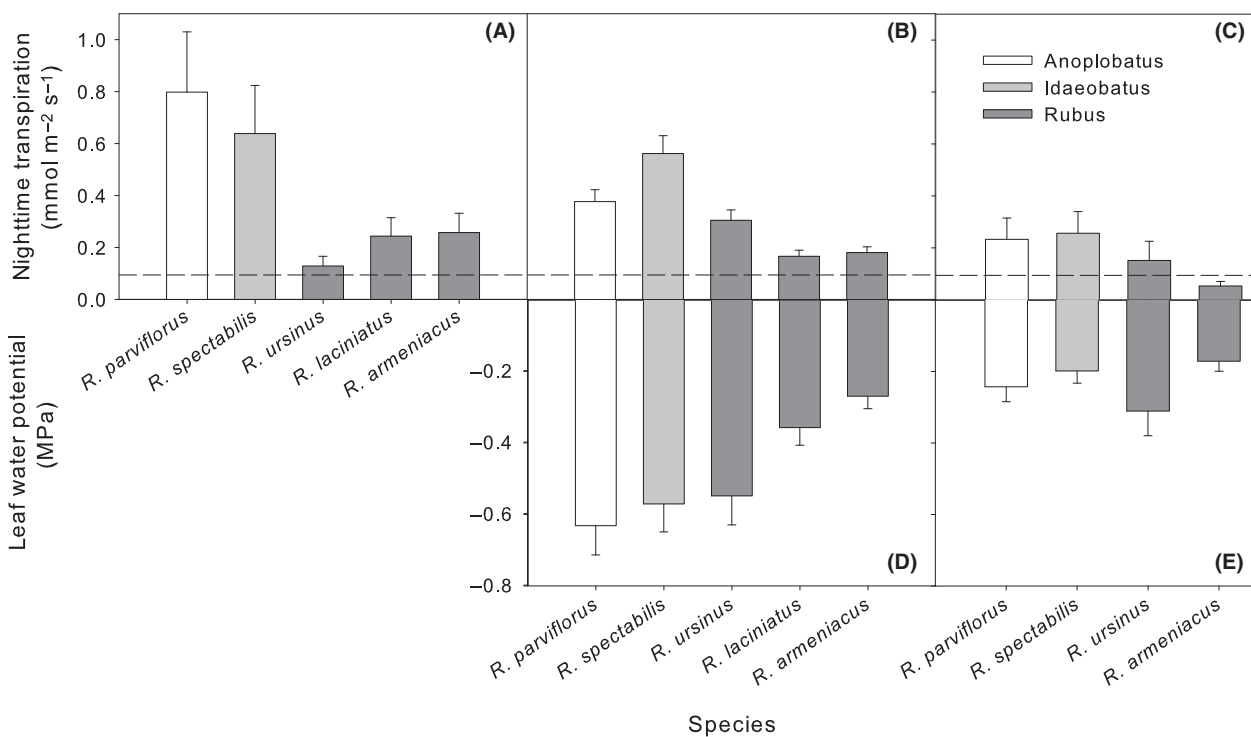 Nighttime transpiration
(mmol m⁻² s⁻¹)
1.0
0.8
0.6
0.4
0.2
0.0
(A)
(B)
(C)
Anoplobatus
Idaeobatus
Rubus
R. parviflorus
R. spectabilis
R. ursinus
R. laciniatus
R. armeniacus
Leaf water potential
(MPa)
−0.2
−0.4
−0.6
−0.8
(D)
(E)
R. parviflorus
R. spectabilis
R. ursinus
R. laciniatus
R. armeniacus
R. parviflorus
R. spectabilis
R. ursinus
R. armeniacus
Species